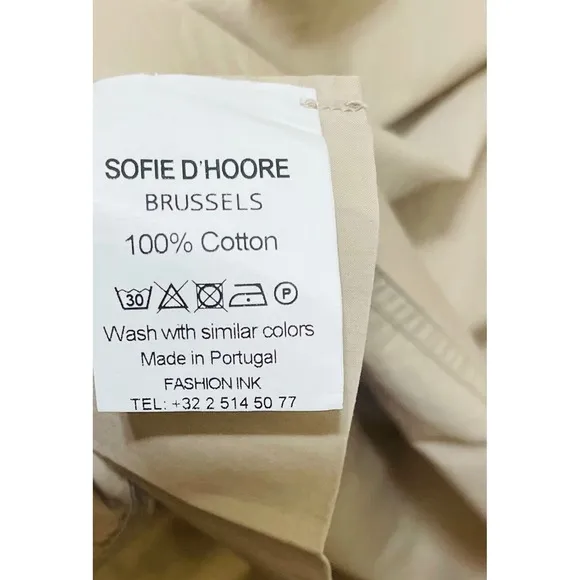 SOFIE D'HOORE
BRUSSELS
100% Cotton
30 P
Wash with similar colors
Made in Portugal
FASHION INK
TEL: +32 2 514 50 77